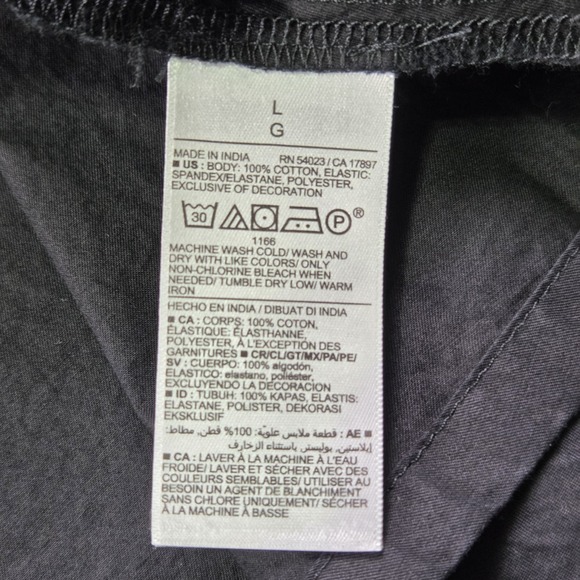 L
G
MADE IN INDIA RN 54023 / CA 17897
■ US : BODY: 100% COTTON, ELASTIC:
SPANDEX/ELASTANE, POLYESTER,
EXCLUSIVE OF DECORATION
30 P ®
1166
MACHINE WASH COLD/ WASH AND
DRY WITH LIKE COLORS/ ONLY
NON-CHLORINE BLEACH WHEN
NEEDED/ TUMBLE DRY LOW/ WARM
IRON
HECHO EN INDIA / DIBUAT DI INDIA
■ CA : CORPS: 100% COTON,
ÉLASTIQUE: ÉLASTHANNE,
POLYESTER, À L'EXCEPTION DES
GARNITURES ■ CR/CL/GT/MX/PA/PE/
SV : CUERPO: 100% algodón,
ELASTICO: elastano, poliéster,
EXCLUYENDO LA DECORACION
■ ID : TUBUH: 100% KAPAS, ELASTIS:
ELASTANE, POLISTER, DEKORASI
EKSKLUSIF
■ AE : قطعة ملابس علوية: 100% قطن, مطاط:
إيلاستين, بوليستر, باستثناء الزخارف
■ CA : LAVER À LA MACHINE À L'EAU
FROIDE/ LAVER ET SÉCHER AVEC DES
COULEURS SEMBLABLES/ UTILISER AU
BESOIN UN AGENT DE BLANCHIMENT
SANS CHLORE UNIQUEMENT/ SÉCHER
À LA MACHINE À BASSE